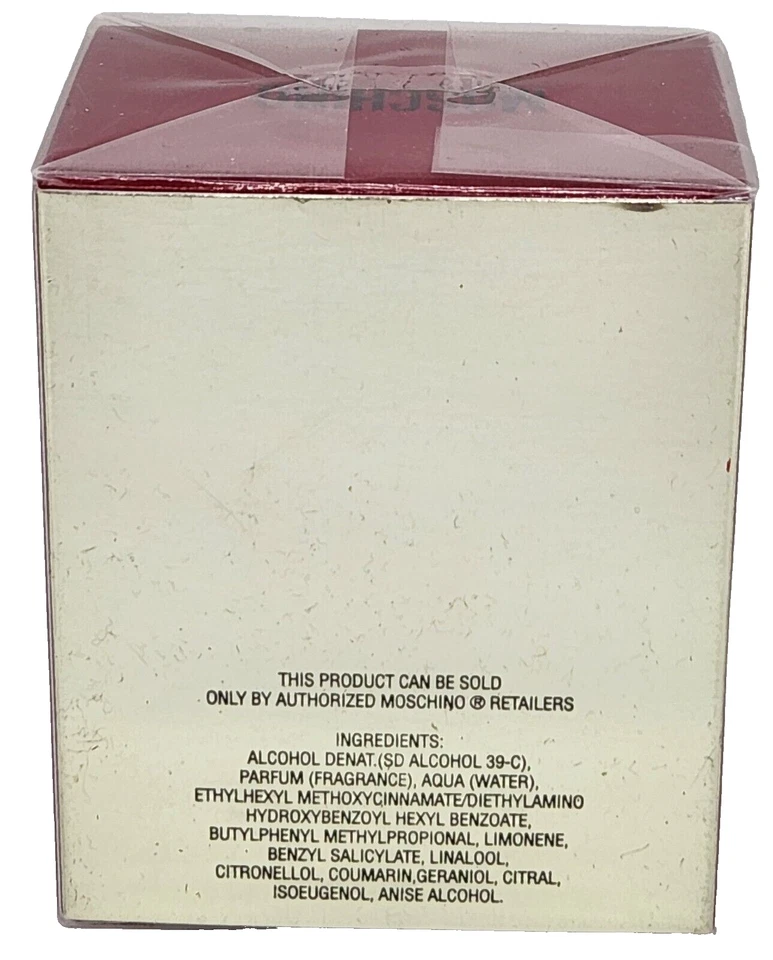 MOSCHINO
THIS PRODUCT CAN BE SOLD
ONLY BY AUTHORIZED MOSCHINO ® RETAILERS
INGREDIENTS:
ALCOHOL DENAT.(SD ALCOHOL 39-C),
PARFUM (FRAGRANCE), AQUA (WATER),
ETHYLHEXYL METHOXYCINNAMATE/DIETHYLAMINO
HYDROXYBENZOYL HEXYL BENZOATE,
BUTYLPHENYL METHYLPROPIONAL, LIMONENE,
BENZYL SALICYLATE, LINALOOL,
CITRONELLOL, COUMARIN,GERANIOL, CITRAL,
ISOEUGENOL, ANISE ALCOHOL.